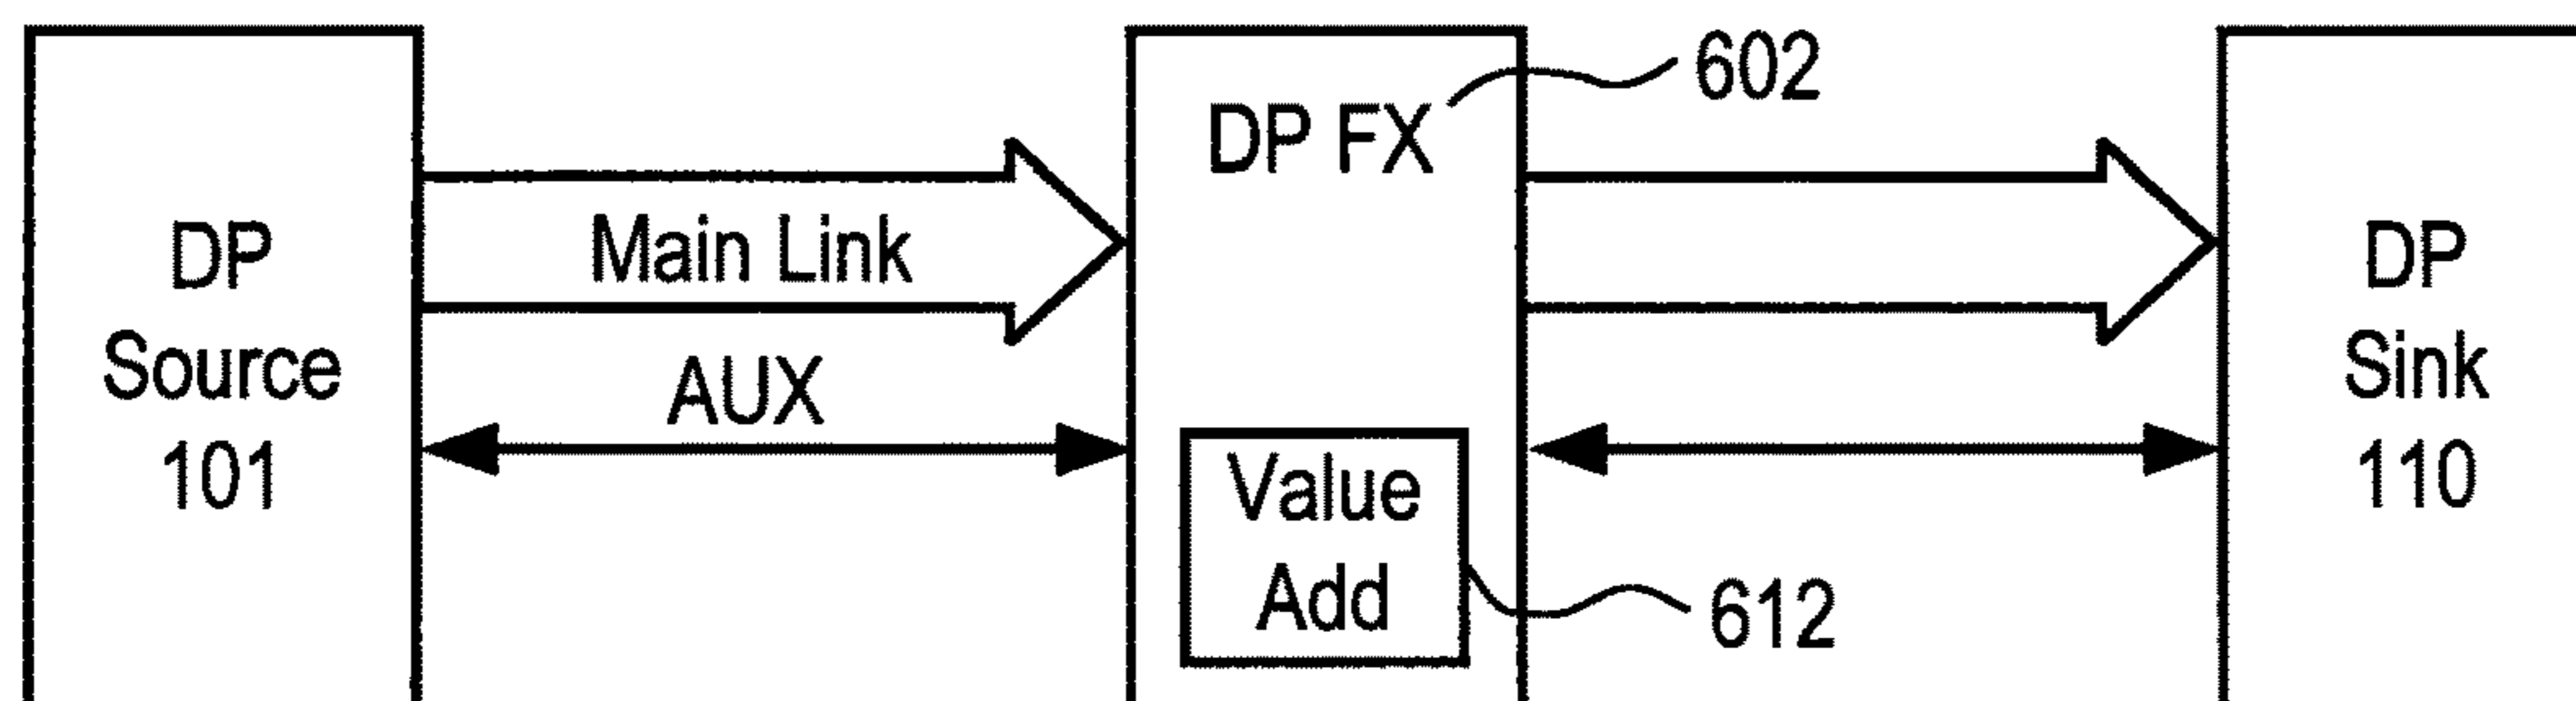 DP
Source
101
Main Link
AUX
DP FX
602
Value
Add
612
DP
Sink
110